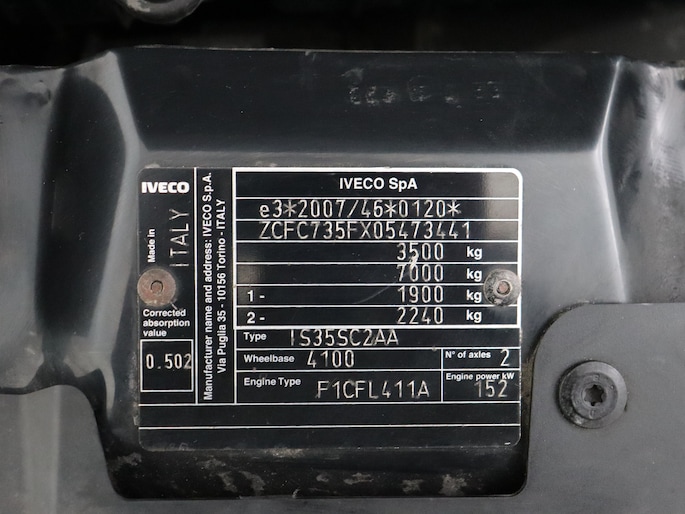 IVECO
IVECO SpA
e3*2007/46*0120*
ZCFC735FX05473441
3500 kg
7000 kg
1 - 1900 kg
2 - 2240 kg
Type IS35SC2AA
Wheelbase 4100 N° of axles 2
Engine Type F1CFL411A Engine power kW 152
Made in ITALY
Corrected
absorption
value
0.502
Manufacturer name and address: IVECO S.p.A.
Via Puglia 35 - 10156 Torino - ITALY